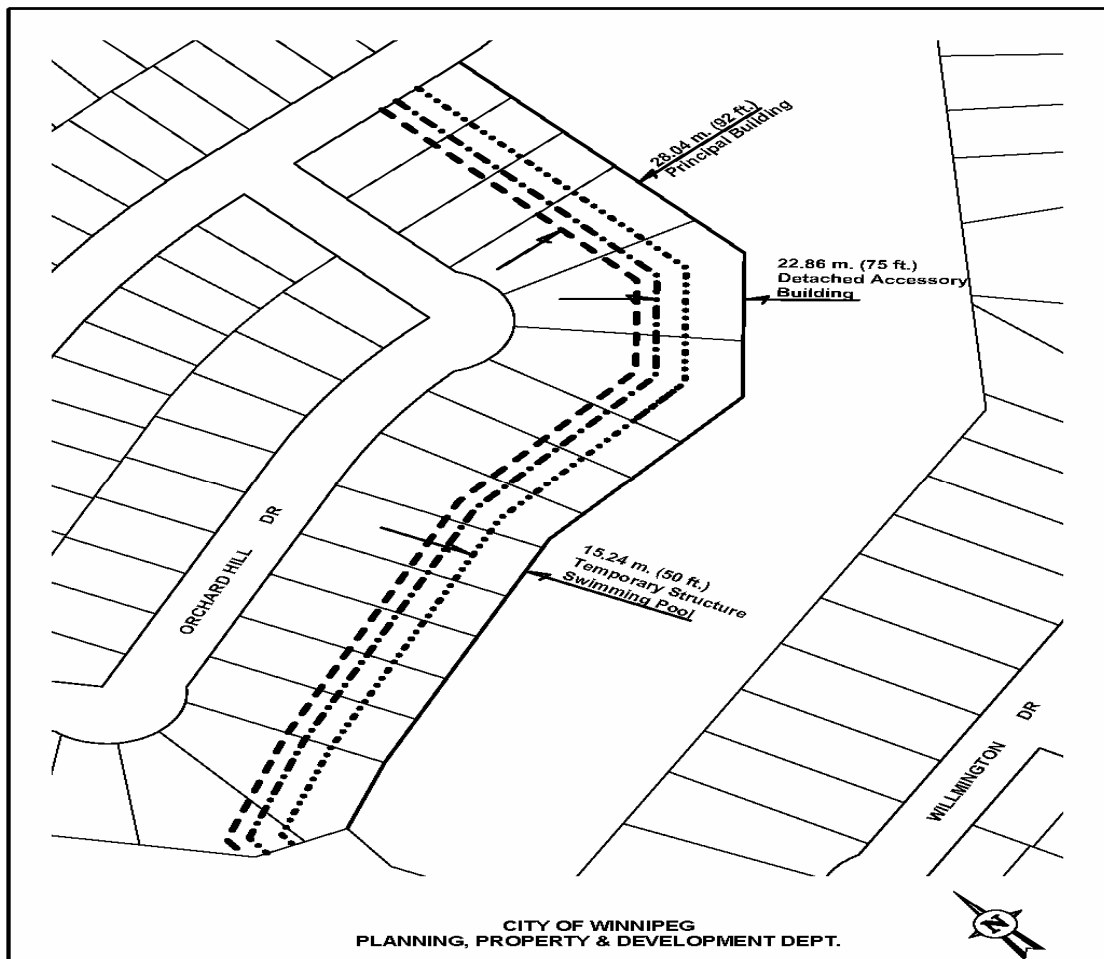 28.04 m. (92 ft.)
Principal Building
22.86 m. (75 ft.)
Detached Accessory
Building
15.24 m. (50 ft.)
Temporary Structure
Swimming Pool
ORCHARD HILL DR
WILLMINGTON DR
CITY OF WINNIPEG
PLANNING, PROPERTY & DEVELOPMENT DEPT.
N